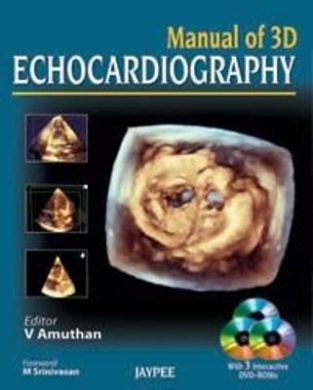 Manual of 3D
ECHOCARDIOGRAPHY
Editor
V Amuthan
Foreword
M Srinivasan
JAYPEE
With 3 Interactive
DVD-ROMs